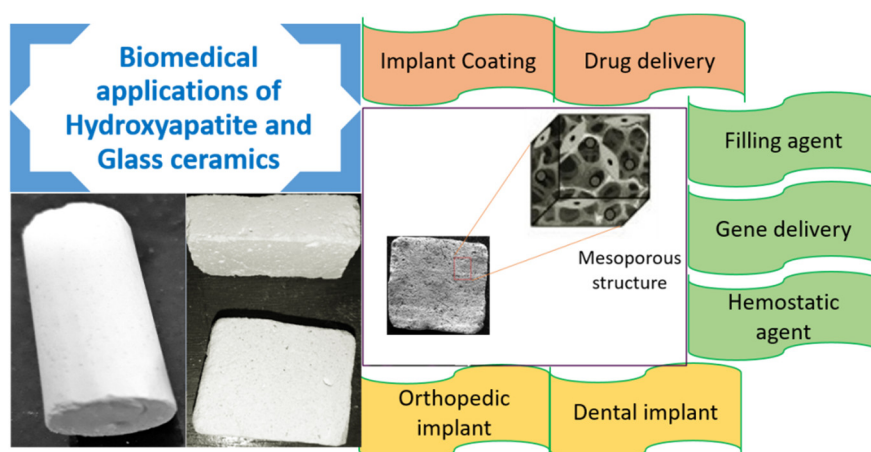 Biomedical
applications of
Hydroxyapatite and
Glass ceramics
Implant Coating
Drug delivery
Filling agent
Gene delivery
Hemostatic
agent
Mesoporous
structure
Orthopedic
implant
Dental implant